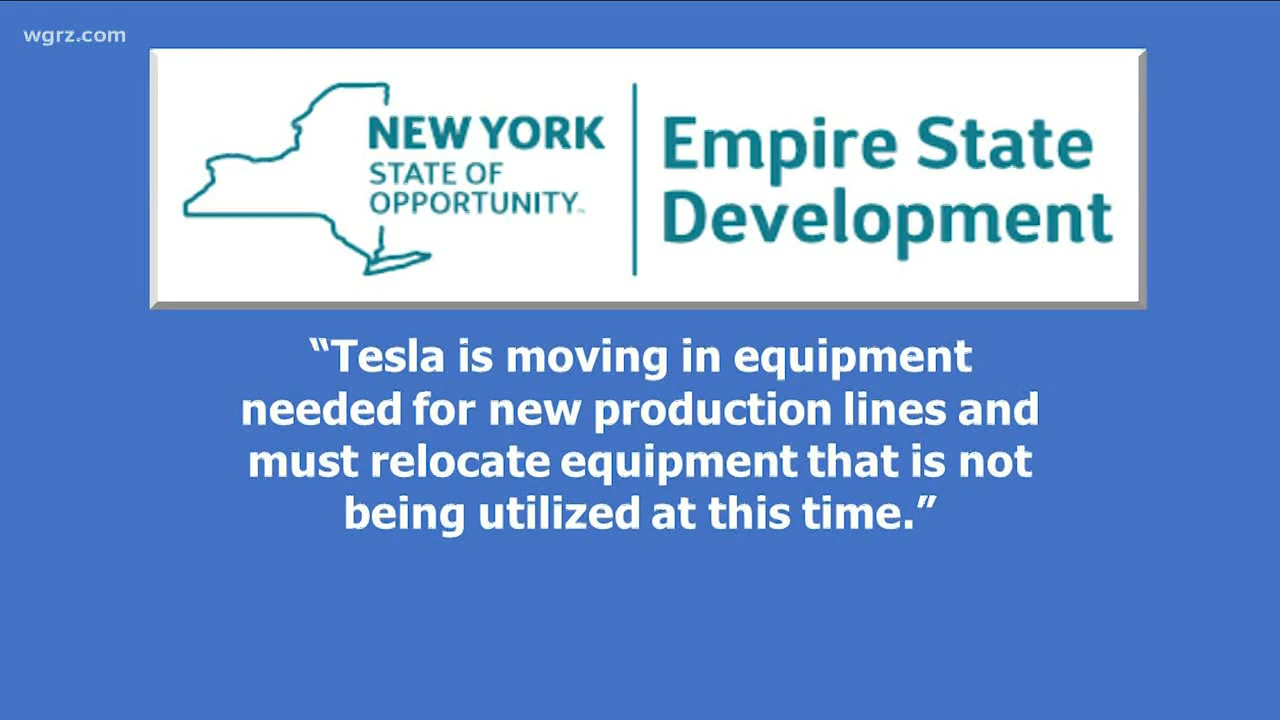 wgrz.com
NEW YORK
STATE OF
OPPORTUNITY™
Empire State
Development
“Tesla is moving in equipment
needed for new production lines and
must relocate equipment that is not
being utilized at this time.”